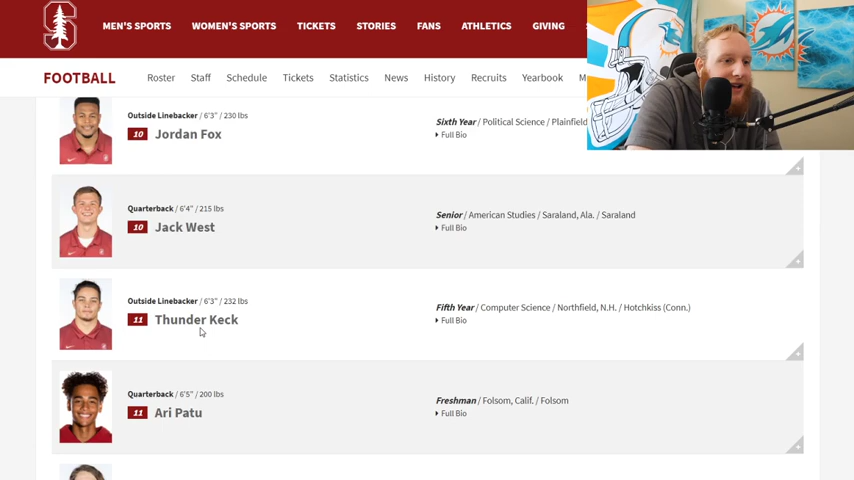 S
MEN'S SPORTS WOMEN'S SPORTS TICKETS STORIES FANS ATHLETICS GIVING
FOOTBALL Roster Staff Schedule Tickets Statistics News History Recruits Yearbook M
Outside Linebacker / 6'3" / 230 lbs
10 Jordan Fox
Sixth Year / Political Science / Plainfield
Full Bio
Quarterback / 6'4" / 215 lbs
10 Jack West
Senior / American Studies / Saraland, Ala. / Saraland
Full Bio
Outside Linebacker / 6'3" / 232 lbs
11 Thunder Keck
Fifth Year / Computer Science / Northfield, N.H. / Hotchkiss (Conn.)
Full Bio
Quarterback / 6'5" / 200 lbs
11 Ari Patu
Freshman / Folsom, Calif. / Folsom
Full Bio